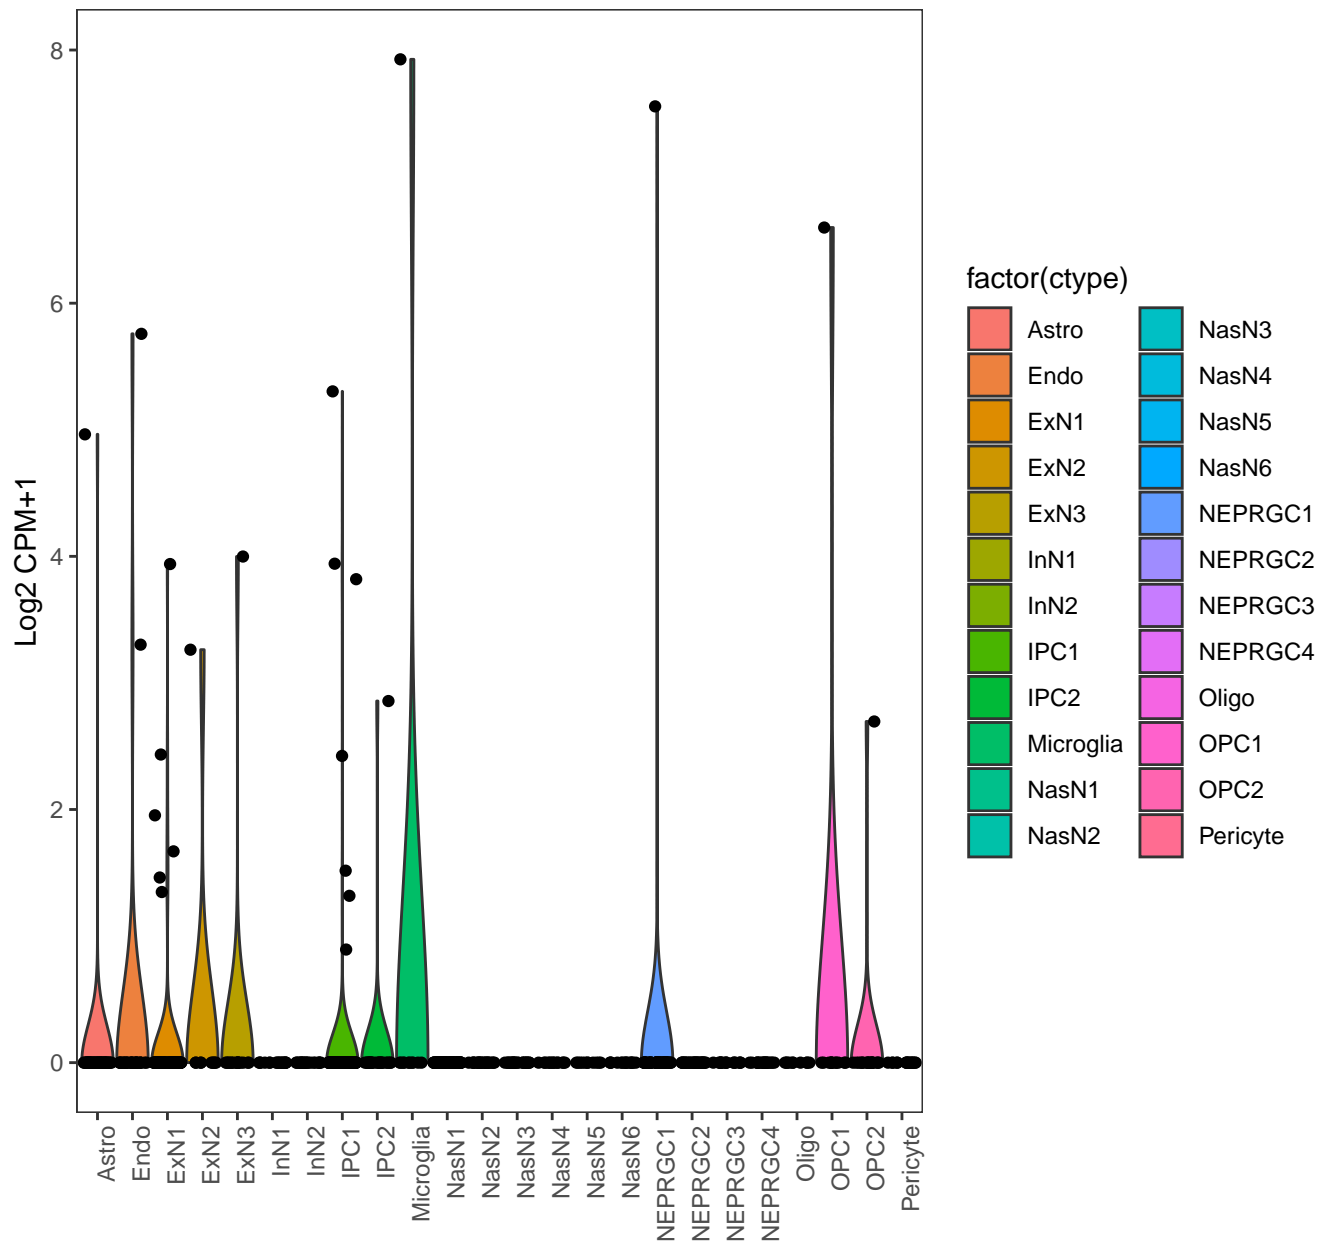 8
6
4
2
0
Log2 CPM+1
Astro
Endo
ExN1
ExN2
ExN3
InN1
InN2
IPC1
IPC2
Microglia
NasN1
NasN2
NasN3
NasN4
NasN5
NasN6
NEPRGC1
NEPRGC2
NEPRGC3
NEPRGC4
Oligo
OPC1
OPC2
Pericyte
factor(ctype)
Astro
Endo
ExN1
ExN2
ExN3
InN1
InN2
IPC1
IPC2
Microglia
NasN1
NasN2
NasN3
NasN4
NasN5
NasN6
NEPRGC1
NEPRGC2
NEPRGC3
NEPRGC4
Oligo
OPC1
OPC2
Pericyte